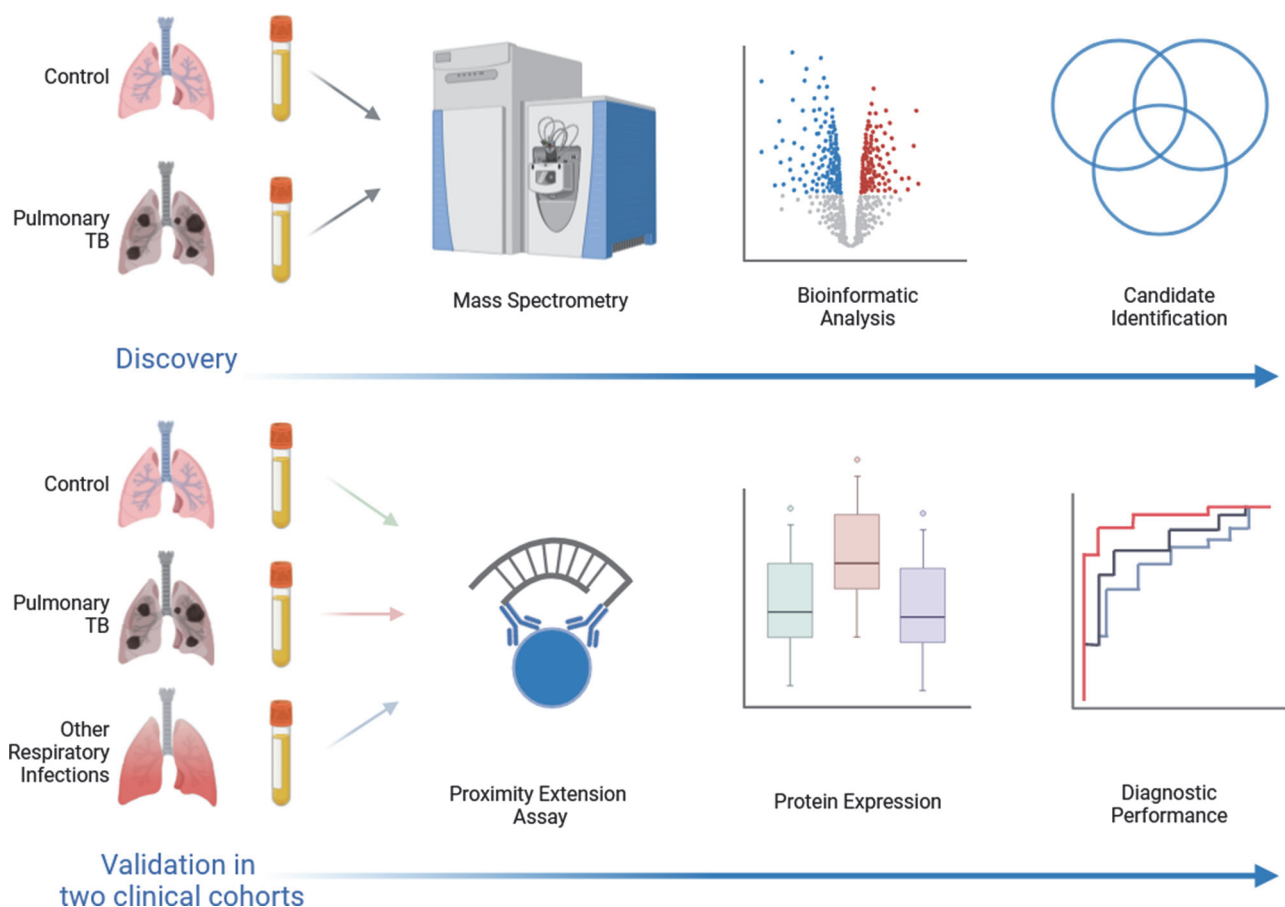 Control
Pulmonary
TB
Mass Spectrometry
Bioinformatic
Analysis
Candidate
Identification
Discovery
Control
Pulmonary
TB
Other
Respiratory
Infections
Proximity Extension
Assay
Protein Expression
Diagnostic
Performance
Validation in
two clinical cohorts